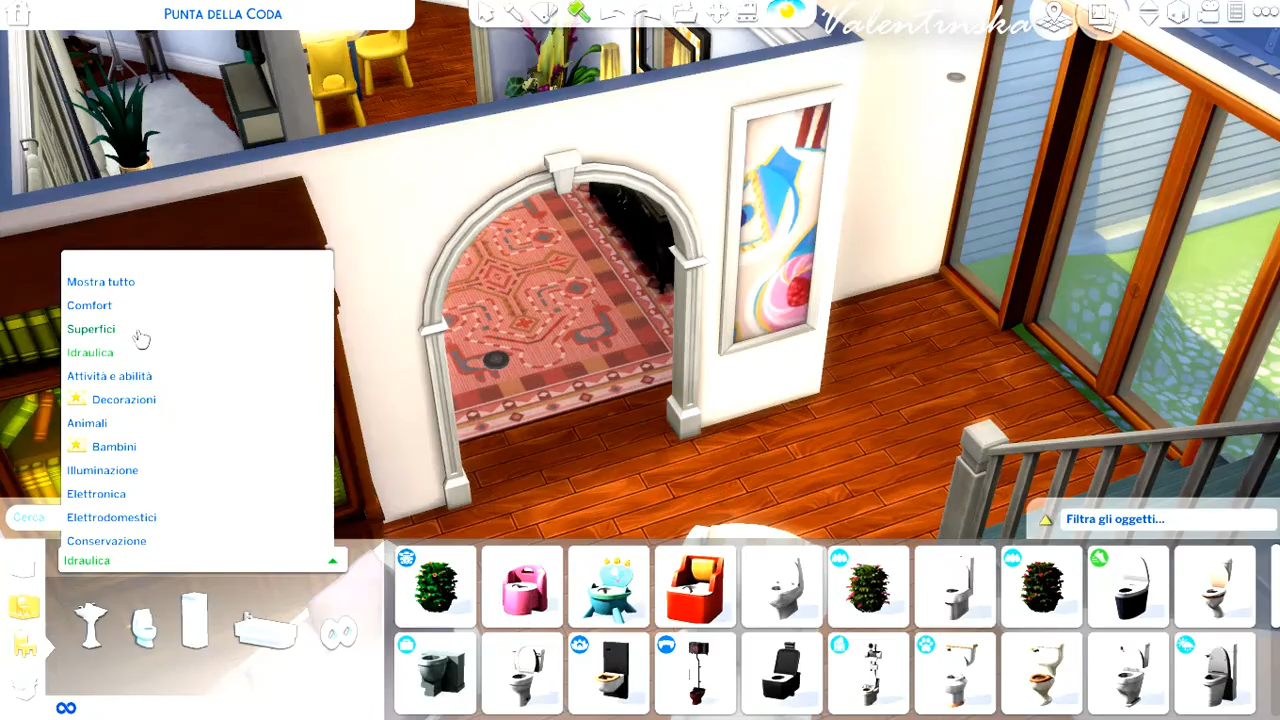 PUNTA DELLA CODA
Valentinska
Mostra tutto
Comfort
Superfici
Idraulica
Attività e abilità
Decorazioni
Animali
Bambini
Illuminazione
Elettronica
Elettrodomestici
Conservazione
Cerca
Idraulica
Filtra gli oggetti...